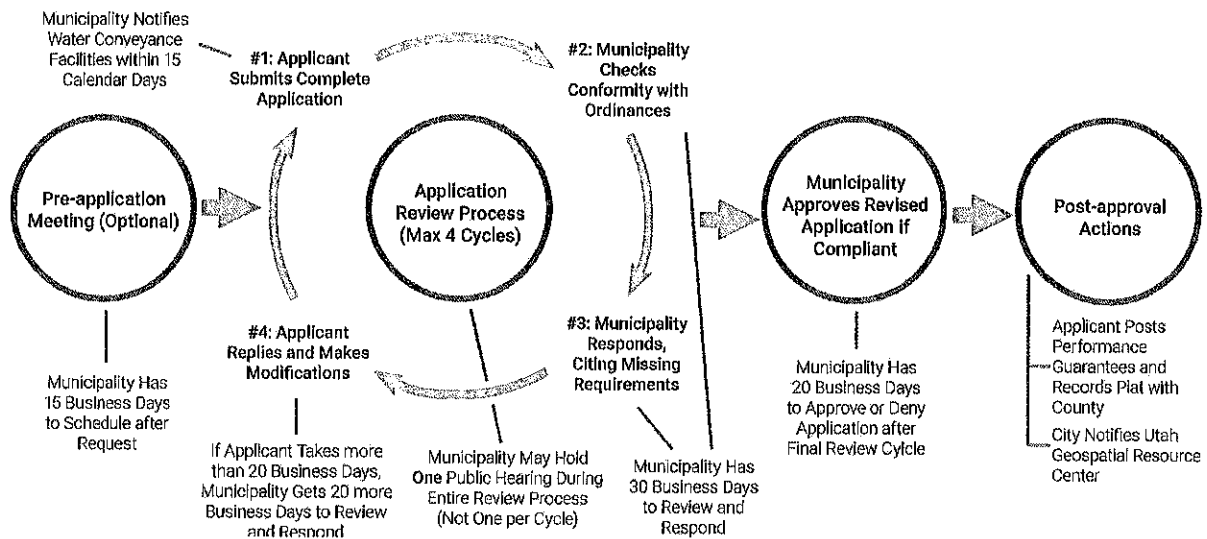 Municipality Notifies
Water Conveyance
Facilities within 15
Calendar Days
#1: Applicant
Submits Complete
Application
#2: Municipality
Checks
Conformity with
Ordinances
Pre-application
Meeting (Optional)
Application
Review Process
(Max 4 Cycles)
Municipality
Approves Revised
Application if
Compliant
Post-approval
Actions
#4: Applicant
Replies and Makes
Modifications
#3: Municipality
Responds,
Citing Missing
Requirements
Municipality Has
15 Business Days
to Schedule after
Request
If Applicant Takes more
than 20 Business Days,
Municipality Gets 20 more
Business Days to Review
and Respond
Municipality May Hold
One Public Hearing During
Entire Review Process
(Not One per Cycle)
Municipality Has
30 Business Days
to Review and
Respond
Municipality Has
20 Business Days
to Approve or Deny
Application after
Final Review Cylcle
Applicant Posts
Performance
Guarantees and
Records Plat with
County
City Notifies Utah
Geospatial Resource
Center